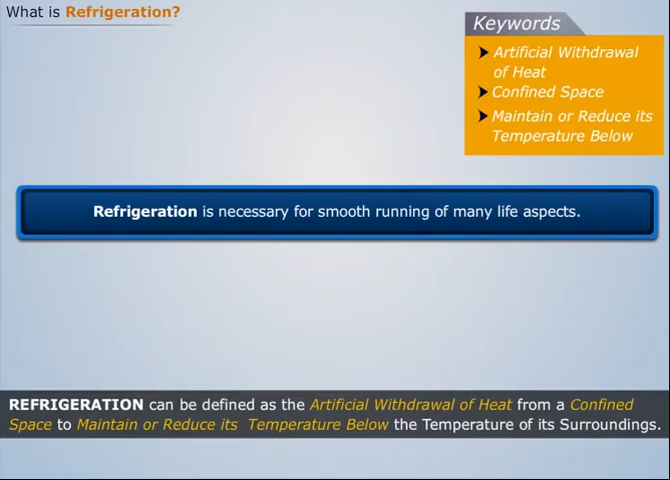 What is Refrigeration?
Keywords
Artificial Withdrawal
of Heat
Confined Space
Maintain or Reduce its
Temperature Below
Refrigeration is necessary for smooth running of many life aspects.
REFRIGERATION can be defined as the Artificial Withdrawal of Heat from a Confined
Space to Maintain or Reduce its Temperature Below the Temperature of its Surroundings.